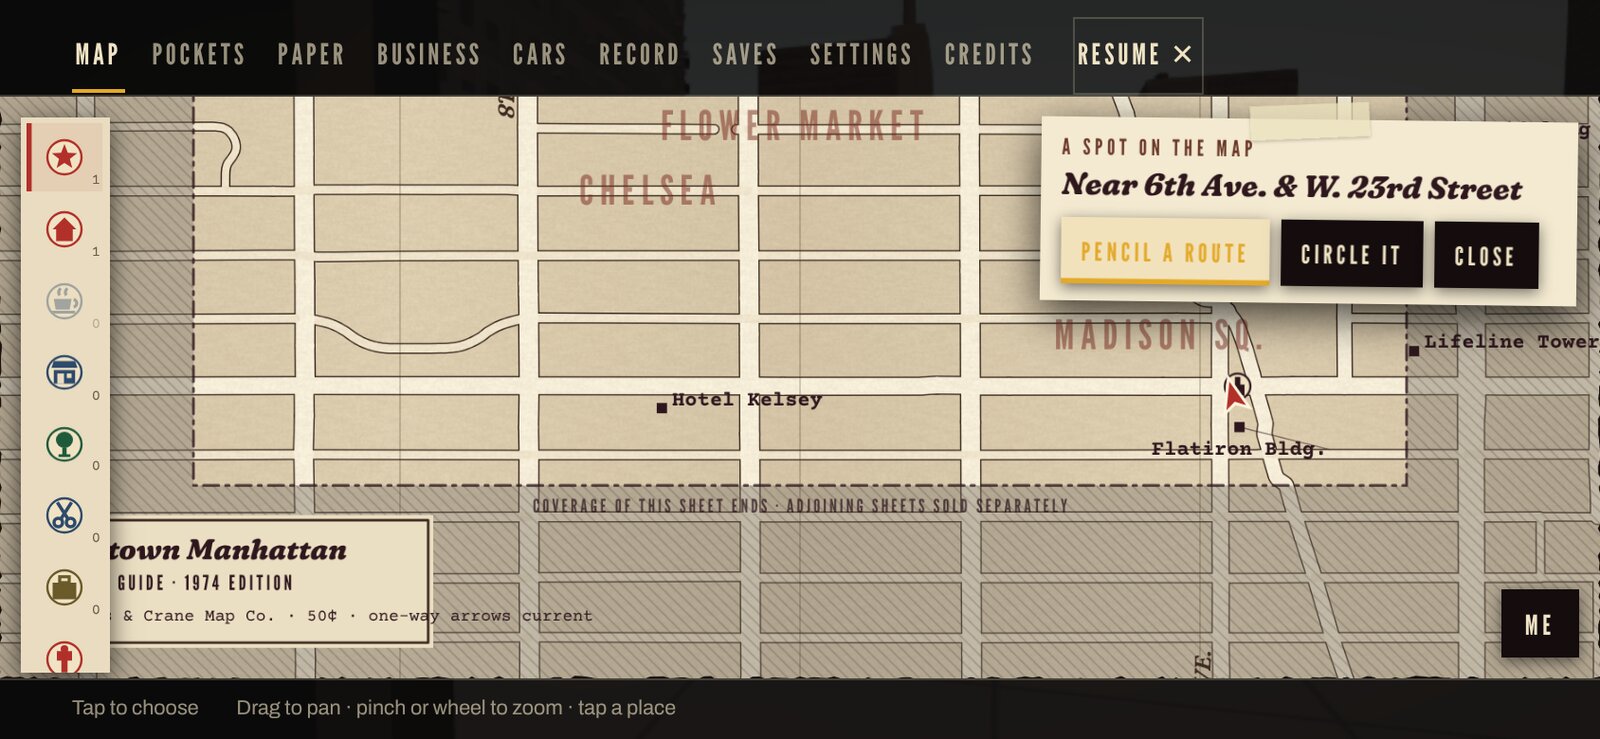 MAP POCKETS PAPER BUSINESS CARS RECORD SAVES SETTINGS CREDITS RESUME ✕
FLOWER MARKET
CHELSEA
A SPOT ON THE MAP
Near 6th Ave. & W. 23rd Street
PENCIL A ROUTE
CIRCLE IT
CLOSE
1
1
0
0
0
0
0
MADISON SQ.
Lifeline Tower
Hotel Kelsey
Flatiron Bldg.
COVERAGE OF THIS SHEET ENDS · ADJOINING SHEETS SOLD SEPARATELY
town Manhattan
GUIDE · 1974 EDITION
& Crane Map Co. · 50¢ · one-way arrows current
VE.
ME
Tap to choose
Drag to pan · pinch or wheel to zoom · tap a place